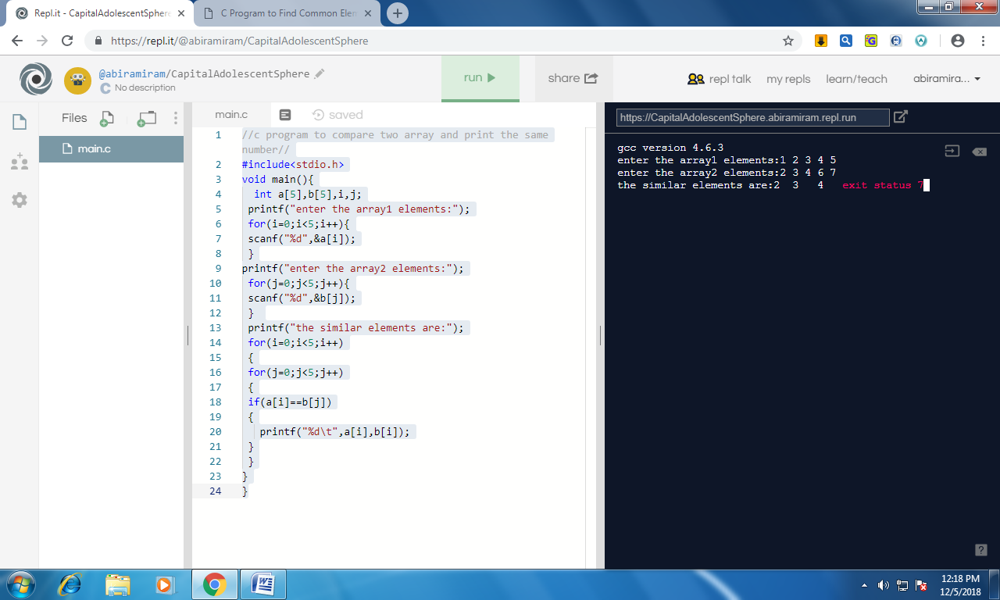 Repl.it - CapitalAdolescentSphere
C Program to Find Common Elem
https://repl.it/@abiramiram/CapitalAdolescentSphere
@abiramiram/CapitalAdolescentSphere
No description
run
share
repl talk
my repls
learn/teach
abiramira...
Files
main.c
main.c
saved
https://CapitalAdolescentSphere.abiramiram.repl.run
1 //c program to compare two array and print the same
number//
2 #include<stdio.h>
3 void main(){
4 int a[5],b[5],i,j;
5 printf("enter the array1 elements:");
6 for(i=0;i<5;i++){
7 scanf("%d",&a[i]);
8 }
9 printf("enter the array2 elements:");
10 for(j=0;j<5;j++){
11 scanf("%d",&b[j]);
12 }
13 printf("the similar elements are:");
14 for(i=0;i<5;i++)
15 {
16 for(j=0;j<5;j++)
17 {
18 if(a[i]==b[j])
19 {
20 printf("%d\t",a[i],b[i]);
21 }
22 }
23 }
24 }
gcc version 4.6.3
enter the array1 elements:1 2 3 4 5
enter the array2 elements:2 3 4 6 7
the similar elements are:2 3 4 exit status 7
?
12:18 PM
12/5/2018